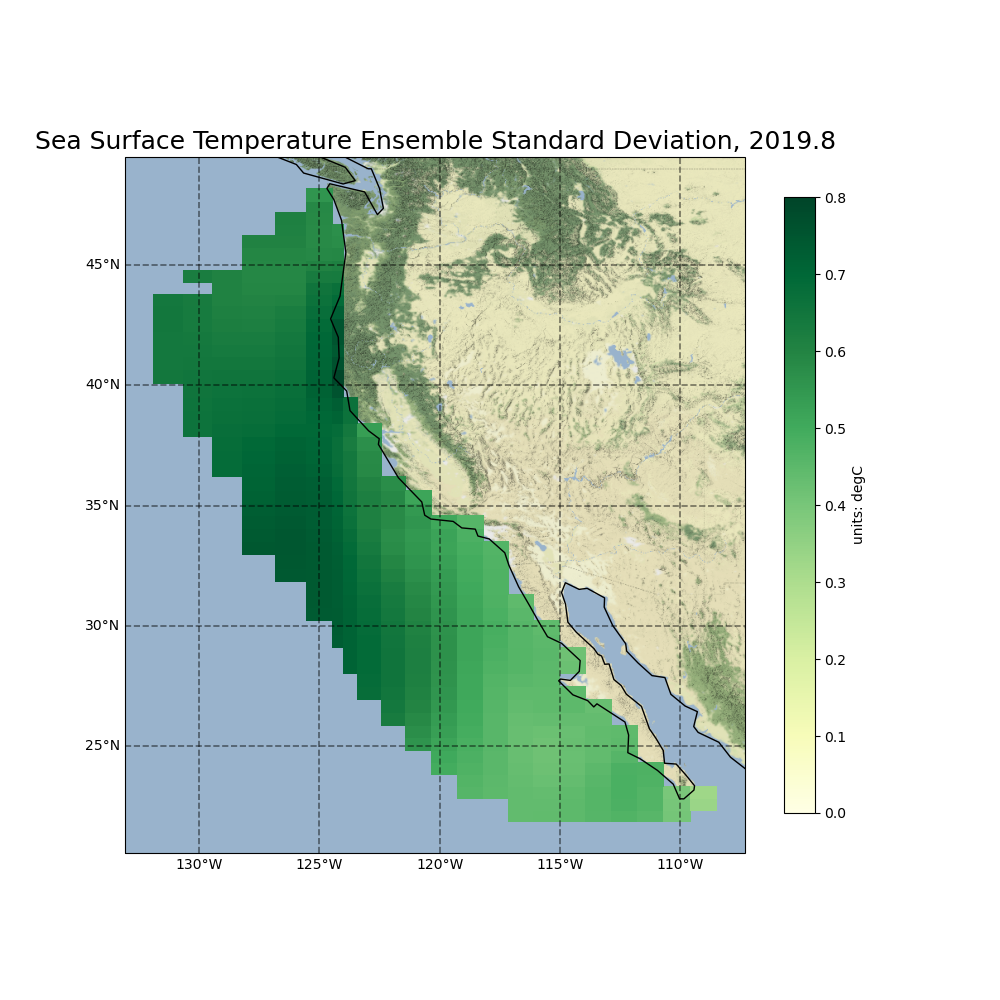 Sea Surface Temperature Ensemble Standard Deviation, 2019.8
45°N
40°N
35°N
30°N
25°N
130°W
125°W
120°W
115°W
110°W
0.8
0.7
0.6
0.5
0.4
0.3
0.2
0.1
0.0
units: degC